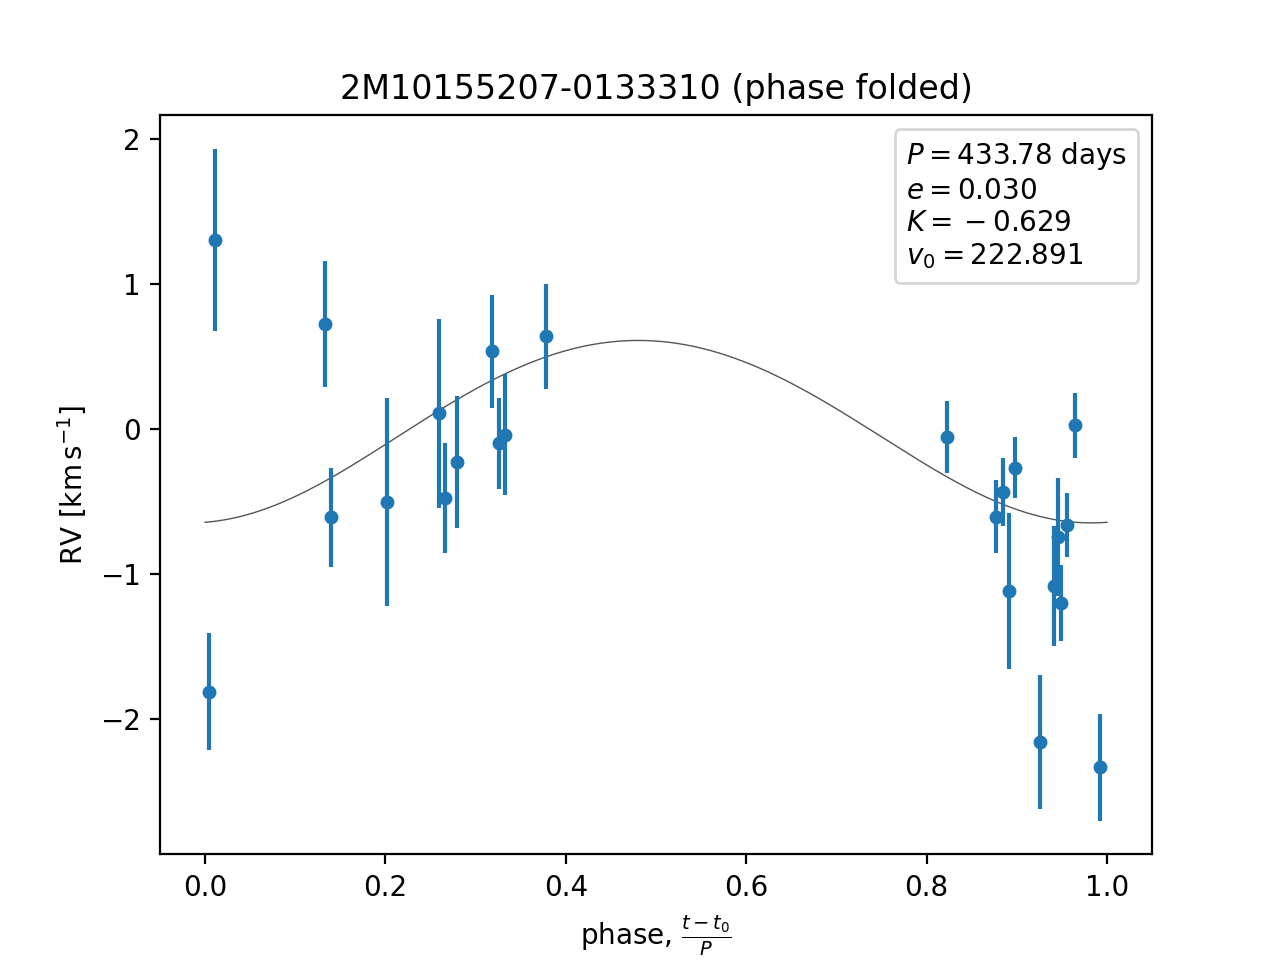 2M10155207-0133310 (phase folded)
P = 433.78 days
e = 0.030
K = −0.629
v₀ = 222.891
RV [km s⁻¹]
2
1
0
−1
−2
0.0 0.2 0.4 0.6 0.8 1.0
phase, (t − t₀)/P